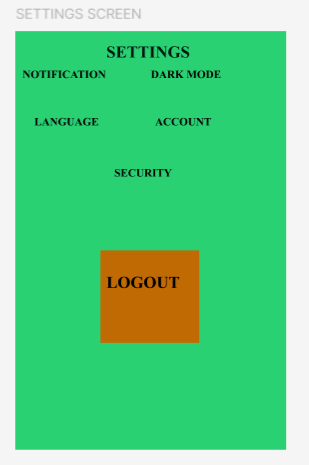 SETTINGS SCREEN
SETTINGS
NOTIFICATION DARK MODE
LANGUAGE ACCOUNT
SECURITY
LOGOUT